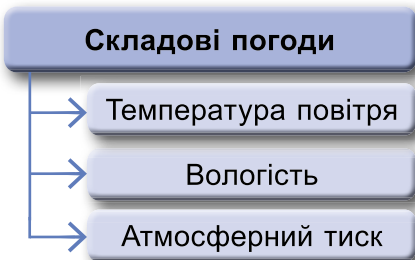 Складові погоди
Температура повітря
Вологість
Атмосферний тиск